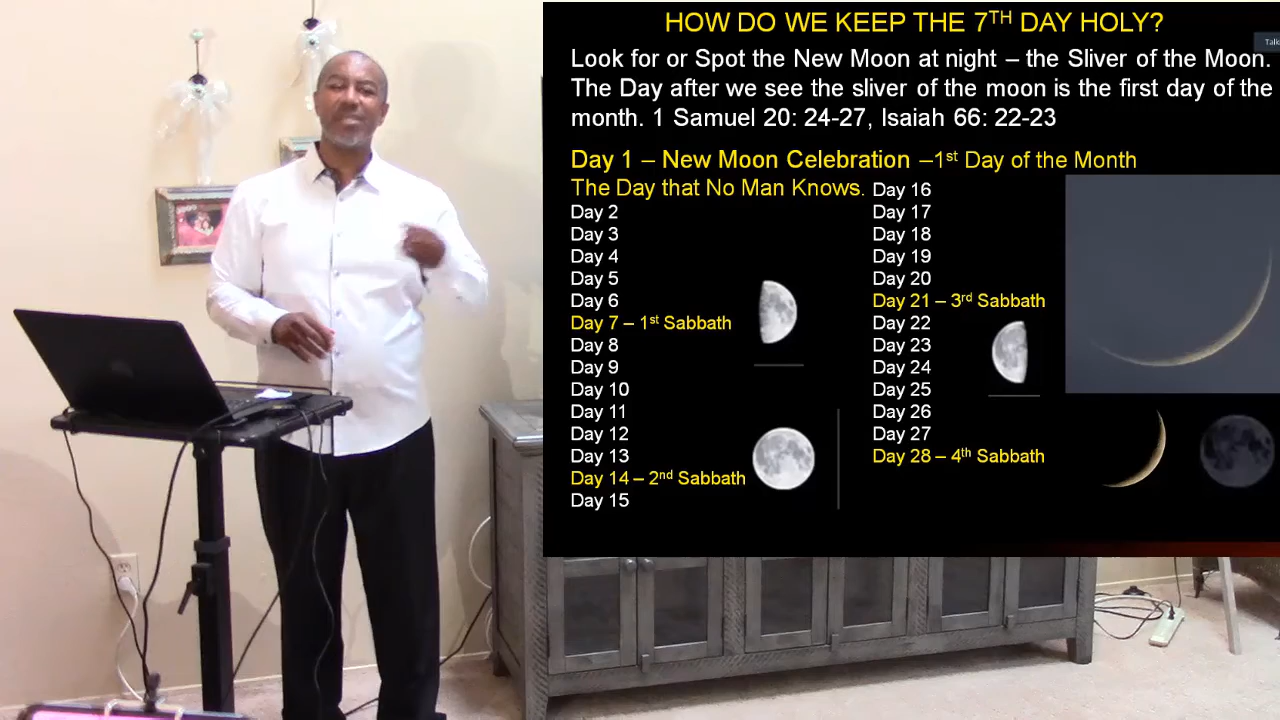 HOW DO WE KEEP THE 7TH DAY HOLY?
Look for or Spot the New Moon at night – the Sliver of the Moon.
The Day after we see the sliver of the moon is the first day of the
month. 1 Samuel 20: 24-27, Isaiah 66: 22-23
Day 1 – New Moon Celebration –1st Day of the Month
The Day that No Man Knows.
Day 2
Day 3
Day 4
Day 5
Day 6
Day 7 – 1st Sabbath
Day 8
Day 9
Day 10
Day 11
Day 12
Day 13
Day 14 – 2nd Sabbath
Day 15
Day 16
Day 17
Day 18
Day 19
Day 20
Day 21 – 3rd Sabbath
Day 22
Day 23
Day 24
Day 25
Day 26
Day 27
Day 28 – 4th Sabbath